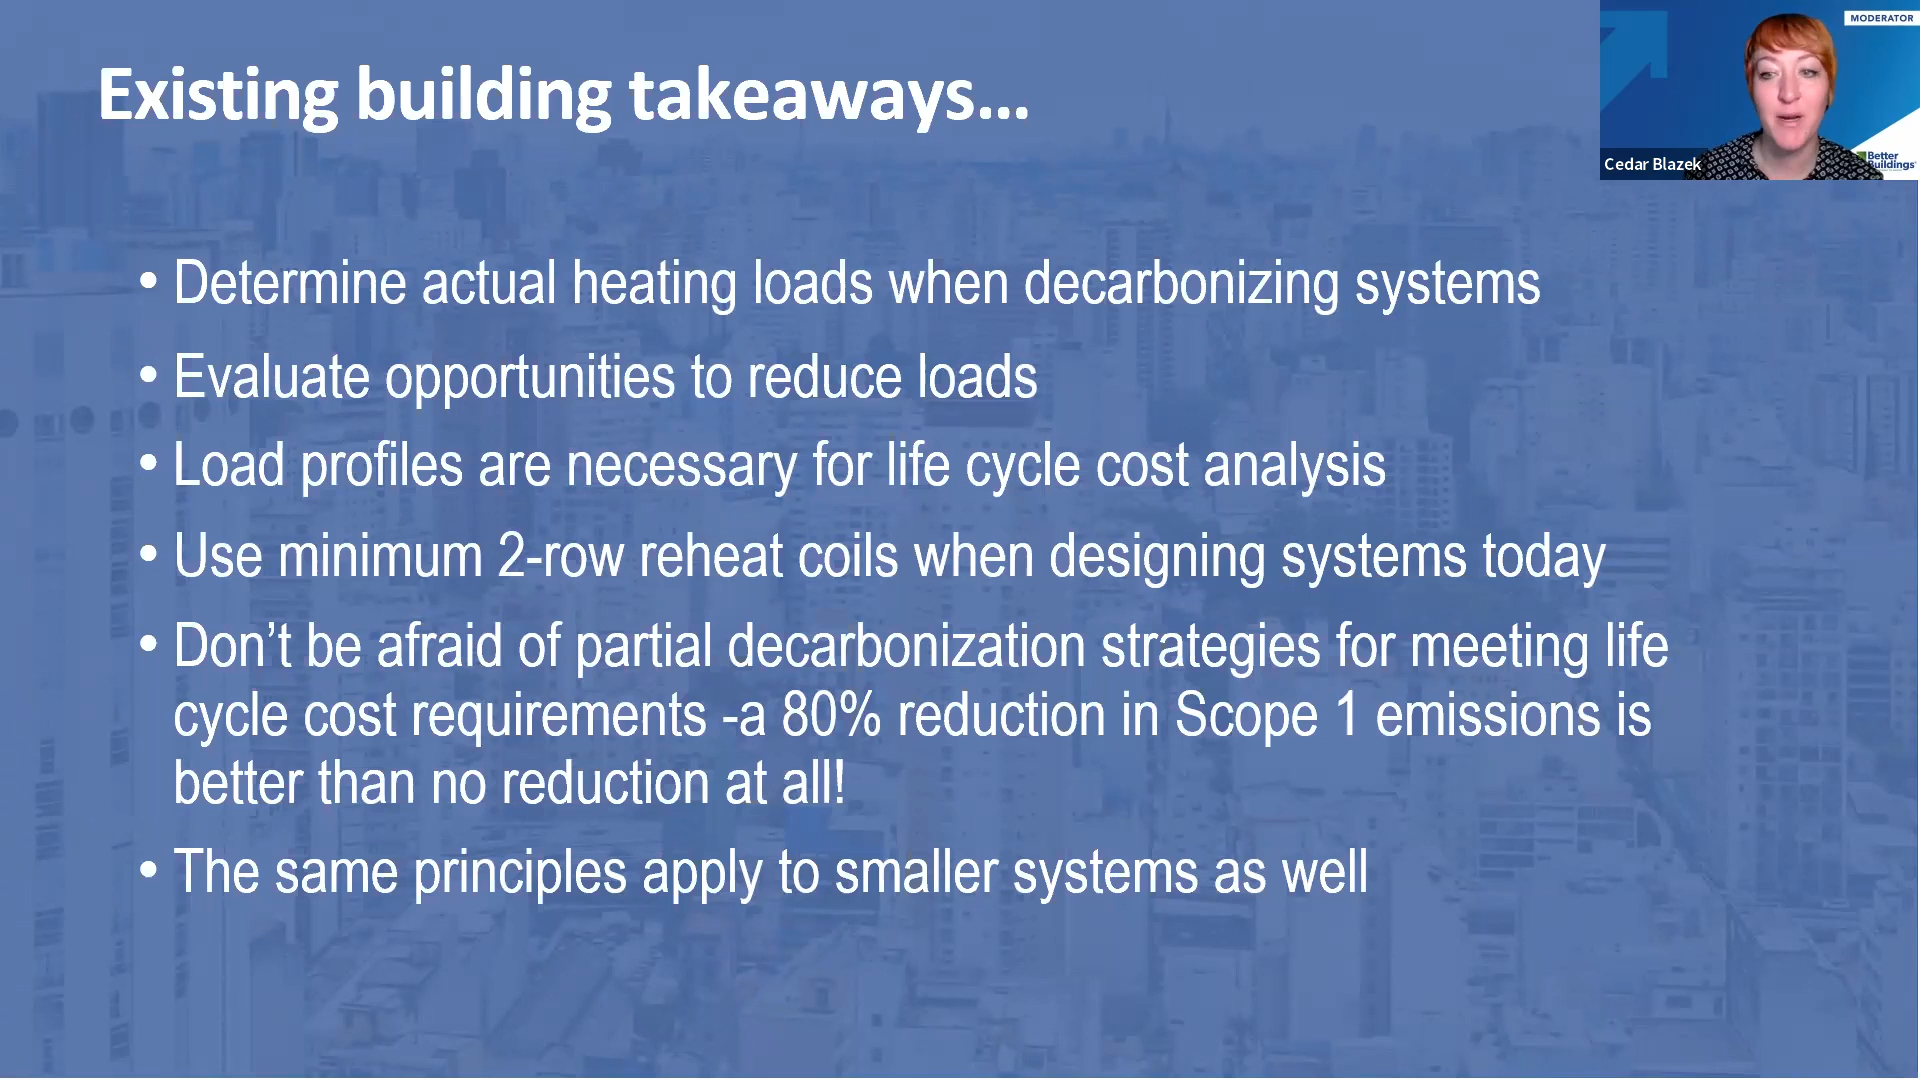 Existing building takeaways...
MODERATOR
Cedar Blazek
Better
Buildings
• Determine actual heating loads when decarbonizing systems
• Evaluate opportunities to reduce loads
• Load profiles are necessary for life cycle cost analysis
• Use minimum 2-row reheat coils when designing systems today
• Don’t be afraid of partial decarbonization strategies for meeting life
cycle cost requirements -a 80% reduction in Scope 1 emissions is
better than no reduction at all!
• The same principles apply to smaller systems as well